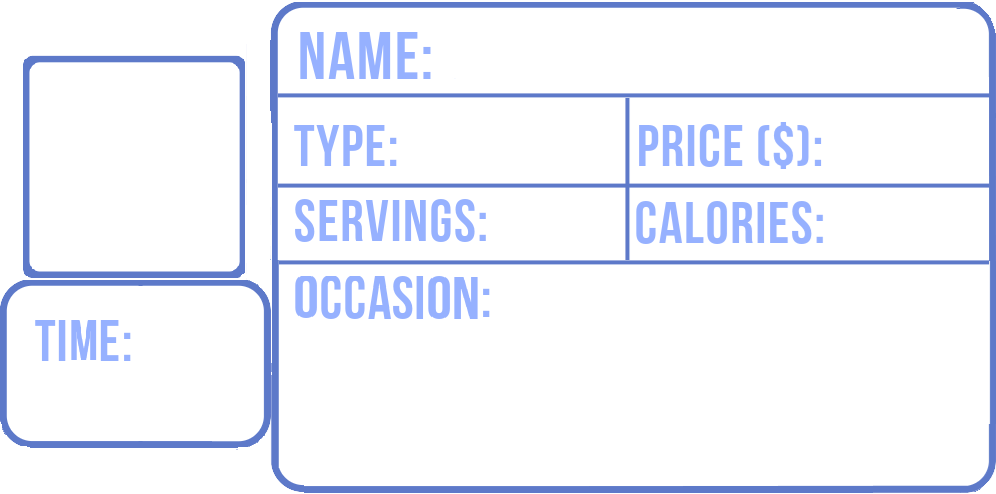 NAME:
TYPE:
PRICE ($):
SERVINGS:
CALORIES:
OCCASION:
TIME: